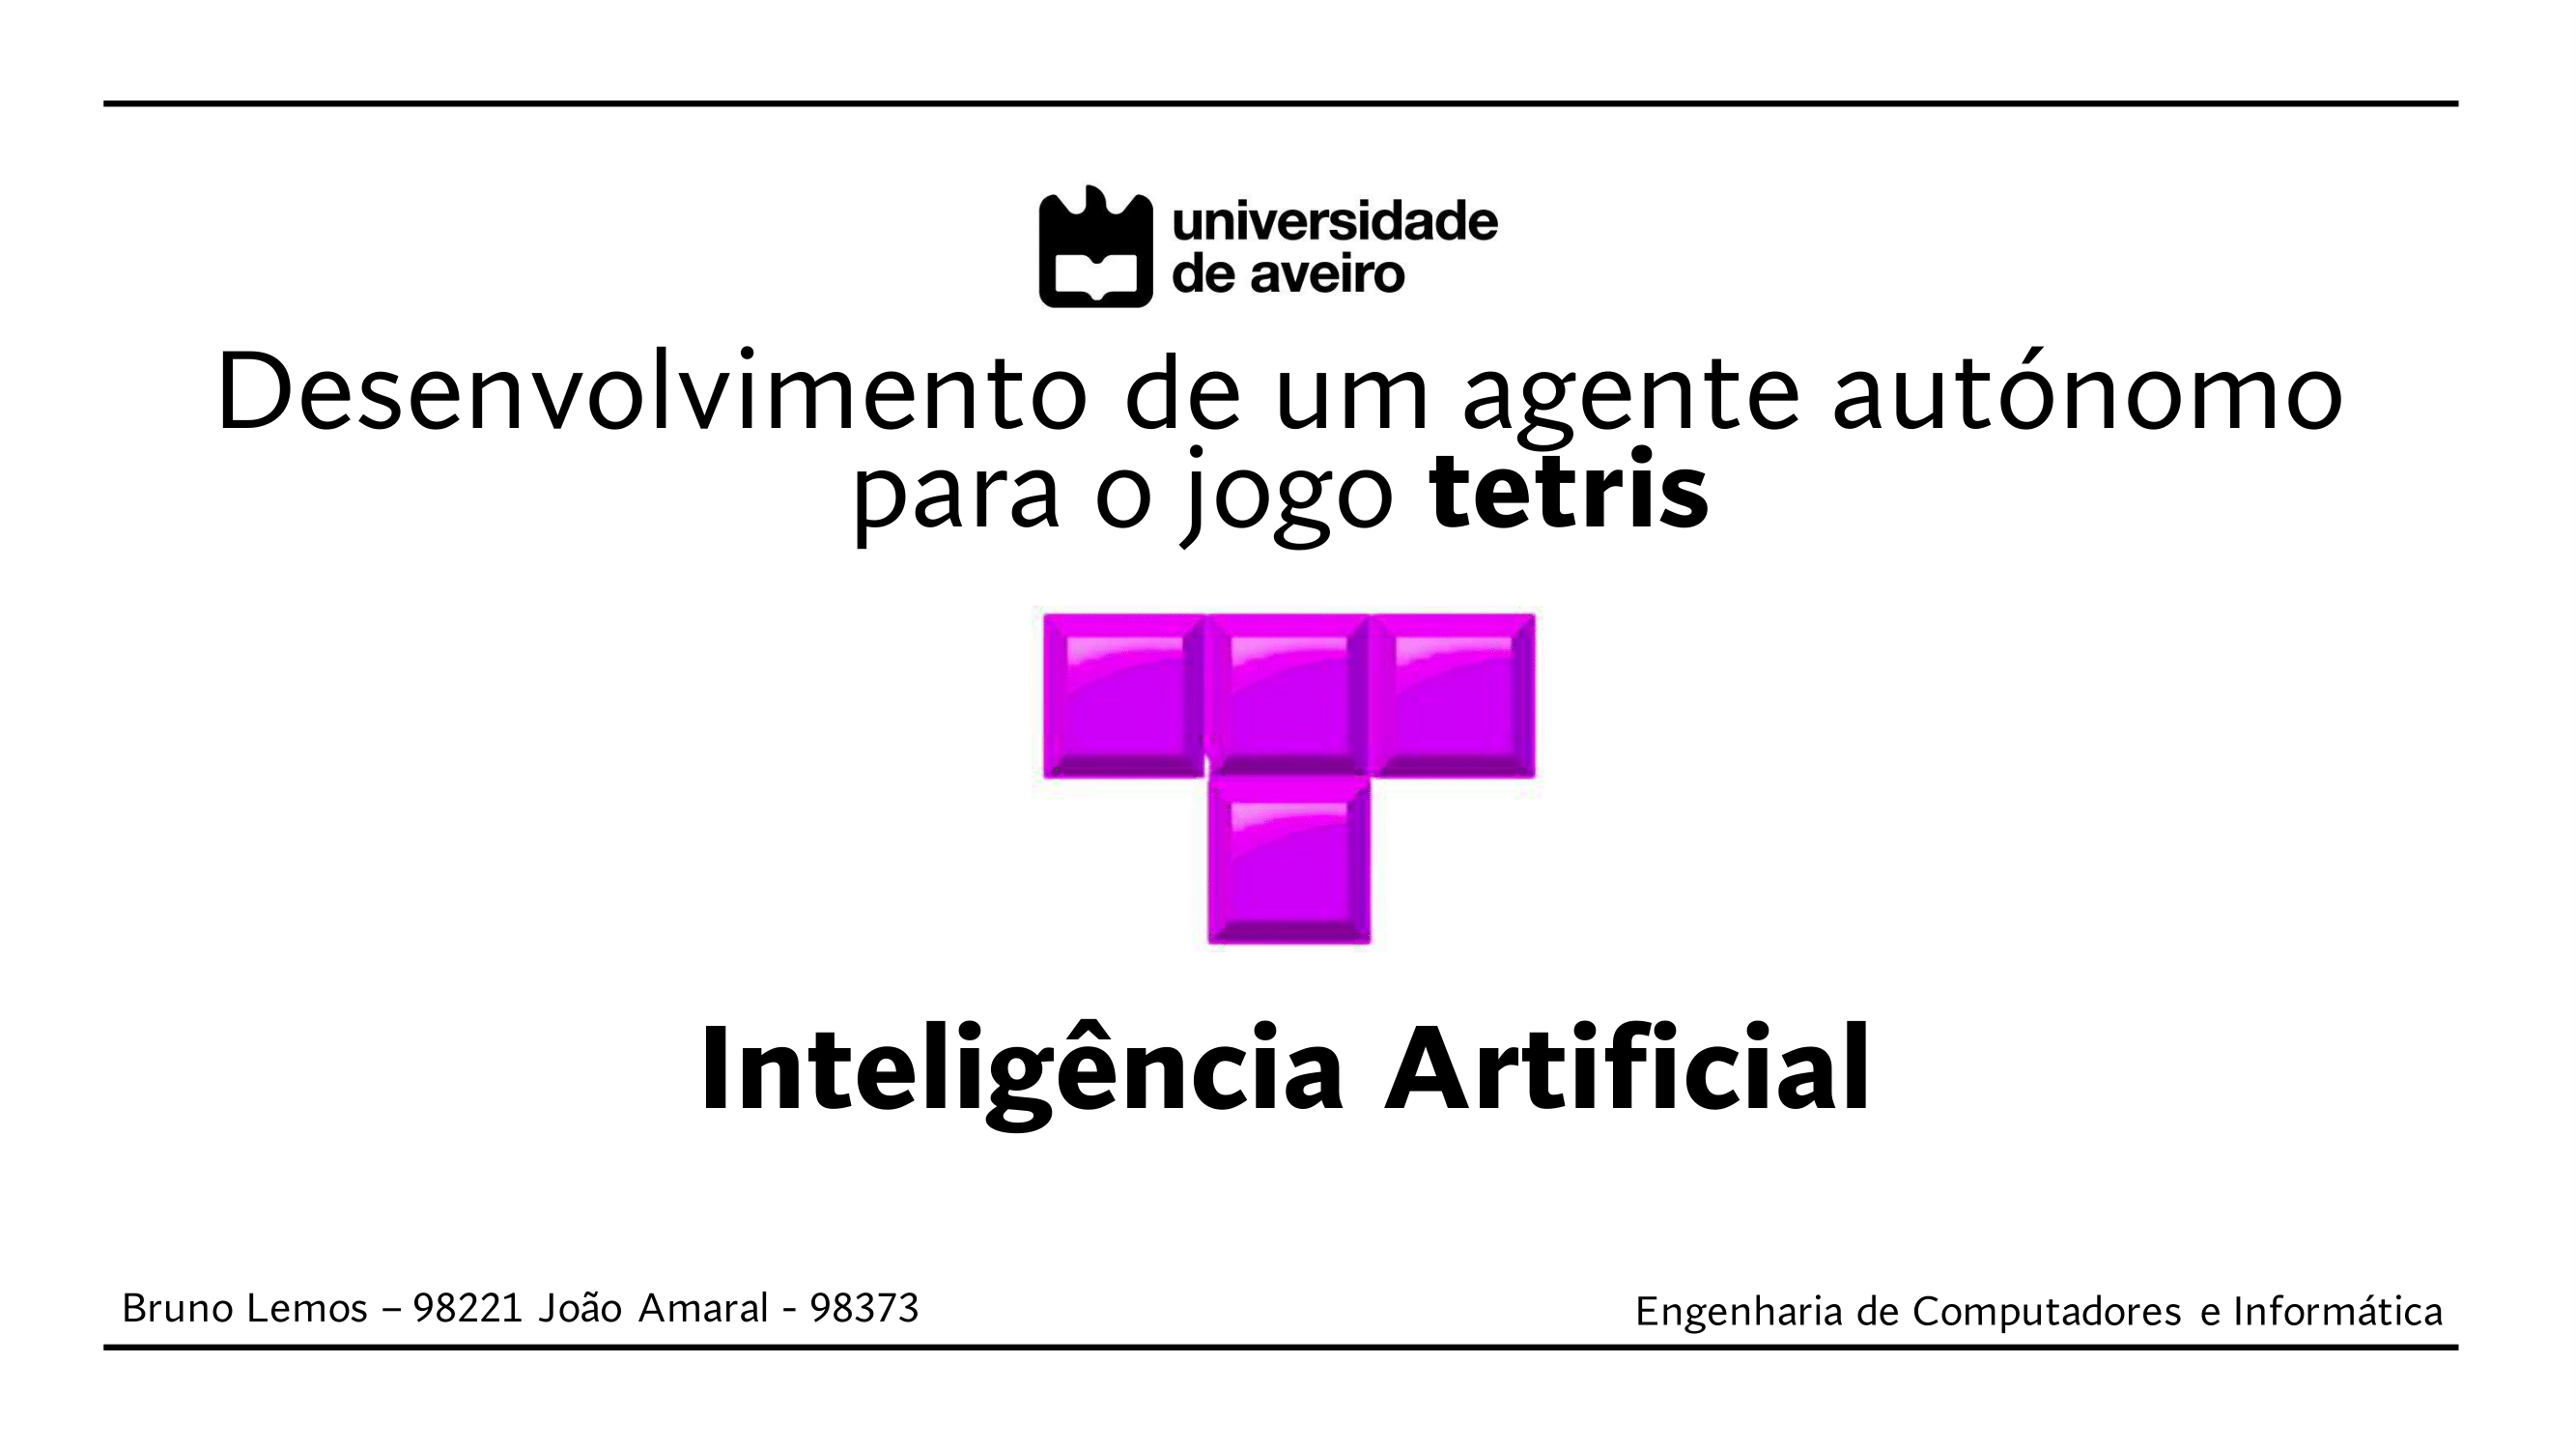 universidade
de aveiro
Desenvolvimento de um agente autónomo
para o jogo tetris
Inteligência Artificial
Bruno Lemos – 98221 João Amaral - 98373
Engenharia de Computadores e Informática